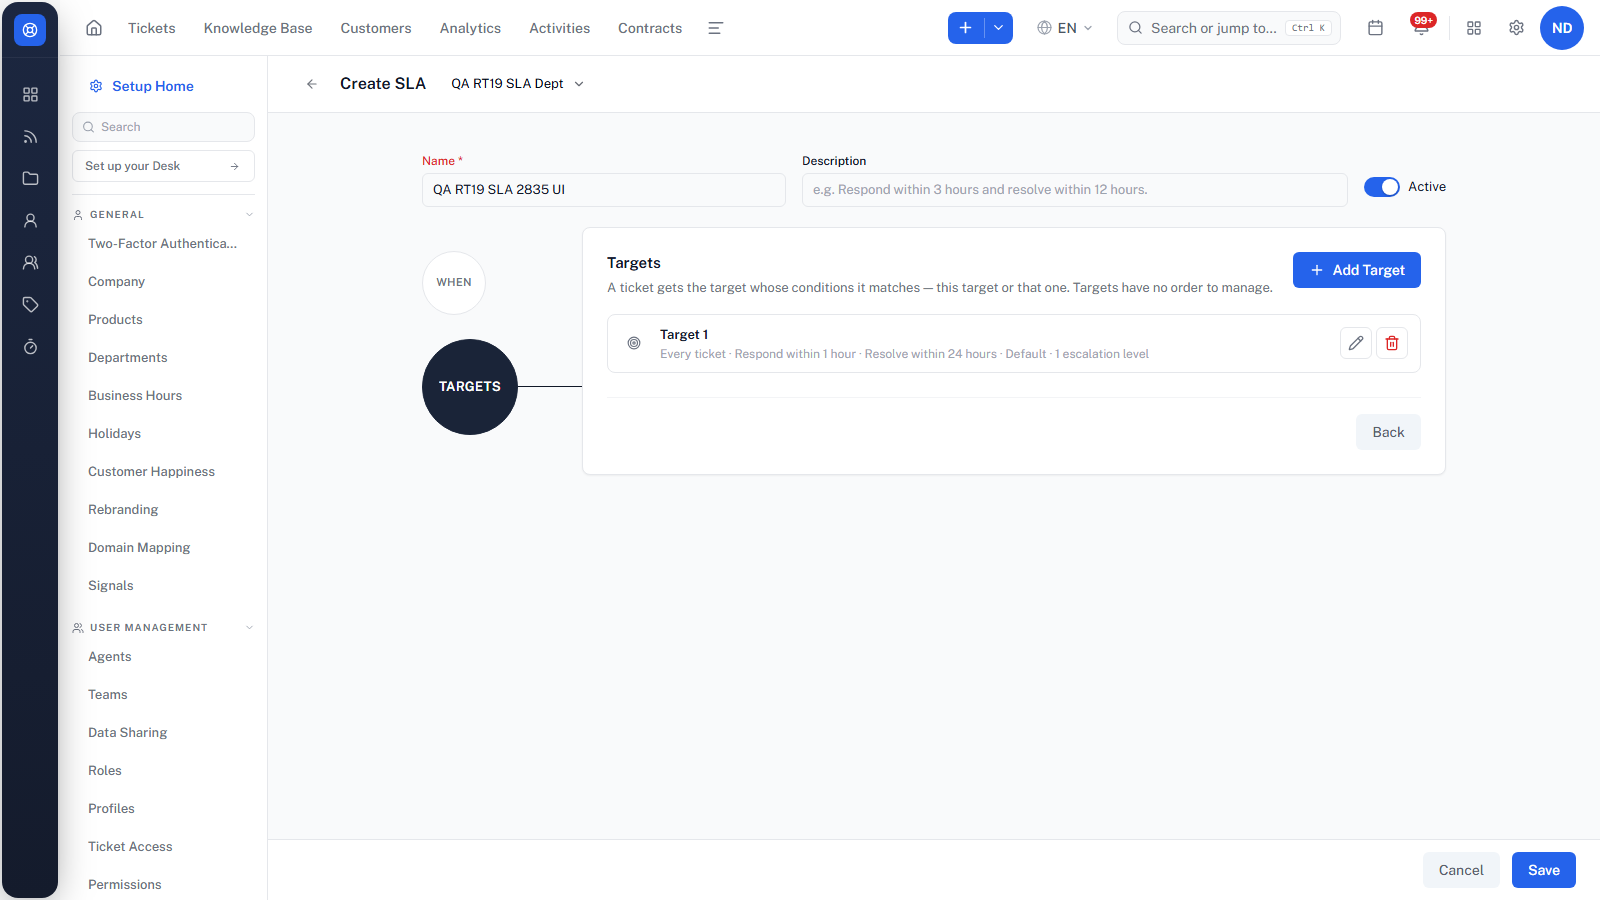 Tickets
Knowledge Base
Customers
Analytics
Activities
Contracts
EN
Search or jump to...
Ctrl K
99+
ND
Setup Home
Search
Set up your Desk
GENERAL
Two-Factor Authentica...
Company
Products
Departments
Business Hours
Holidays
Customer Happiness
Rebranding
Domain Mapping
Signals
USER MANAGEMENT
Agents
Teams
Data Sharing
Roles
Profiles
Ticket Access
Permissions
Create SLA
QA RT19 SLA Dept
Name *
QA RT19 SLA 2835 UI
Description
e.g. Respond within 3 hours and resolve within 12 hours.
Active
WHEN
TARGETS
Targets
A ticket gets the target whose conditions it matches — this target or that one. Targets have no order to manage.
Add Target
Target 1
Every ticket · Respond within 1 hour · Resolve within 24 hours · Default · 1 escalation level
Back
Cancel
Save